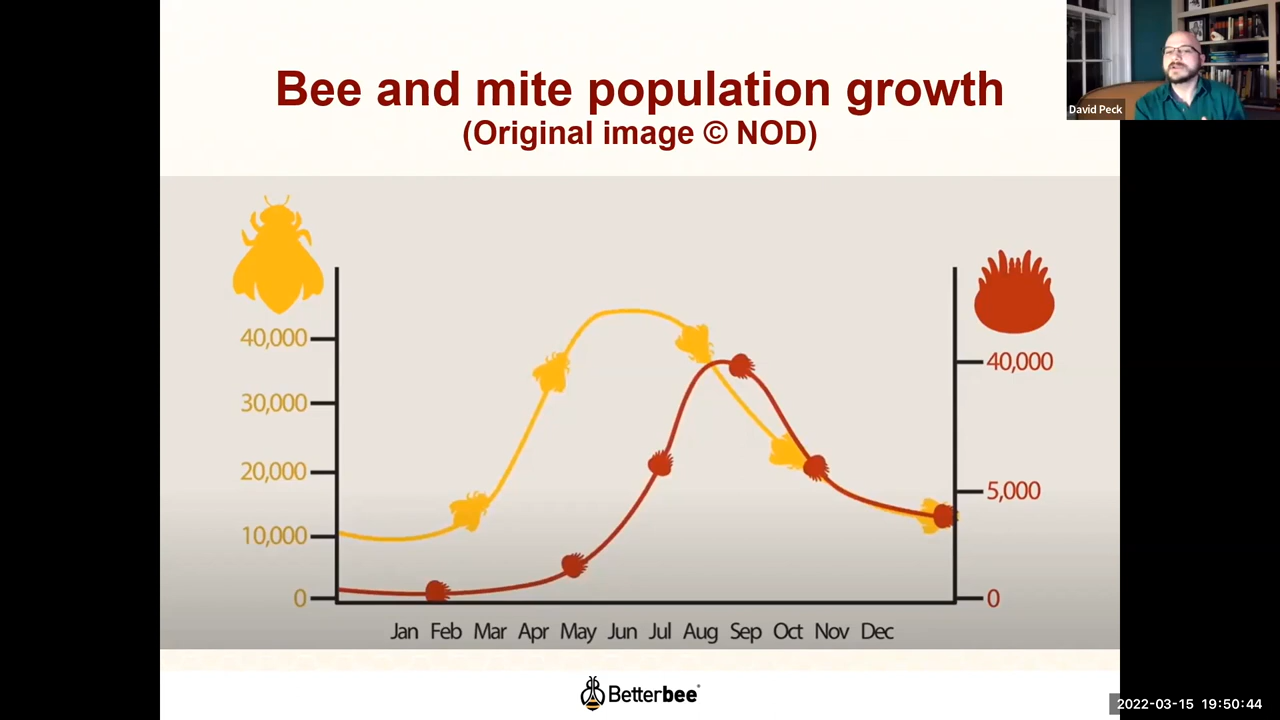 Bee and mite population growth
(Original image © NOD)
David Peck
40,000
30,000
20,000
10,000
0
40,000
5,000
0
Jan Feb Mar Apr May Jun Jul Aug Sep Oct Nov Dec
Betterbee®
2022-03-15 19:50:44